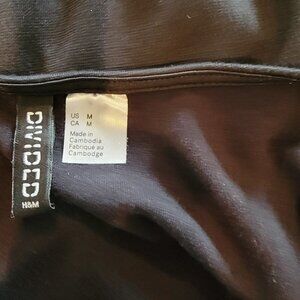 DIVIDED
H&M
US M
CA M
Made in
Cambodia
Fabriqué au
Cambodge